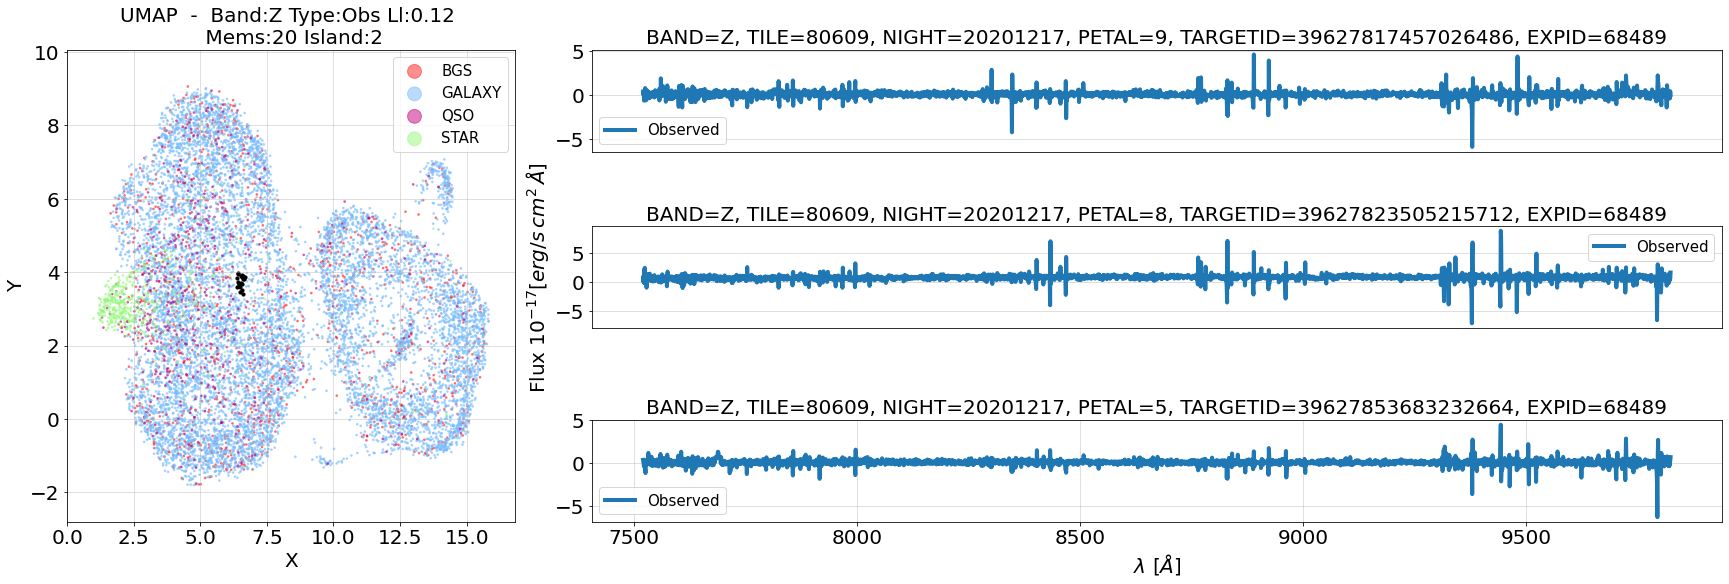 UMAP  -  Band:Z Type:Obs Ll:0.12
Mems:20 Island:2
10
8
6
4
2
0
−2
Y
0.0 2.5 5.0 7.5 10.0 12.5 15.0
X
BGS
GALAXY
QSO
STAR
Flux 10⁻¹⁷[erg/s cm² Å]
BAND=Z, TILE=80609, NIGHT=20201217, PETAL=9, TARGETID=39627817457026486, EXPID=68489
5
0
−5
Observed
BAND=Z, TILE=80609, NIGHT=20201217, PETAL=8, TARGETID=39627823505215712, EXPID=68489
5
0
−5
Observed
BAND=Z, TILE=80609, NIGHT=20201217, PETAL=5, TARGETID=39627853683232664, EXPID=68489
5
0
−5
Observed
7500 8000 8500 9000 9500
λ [Å]